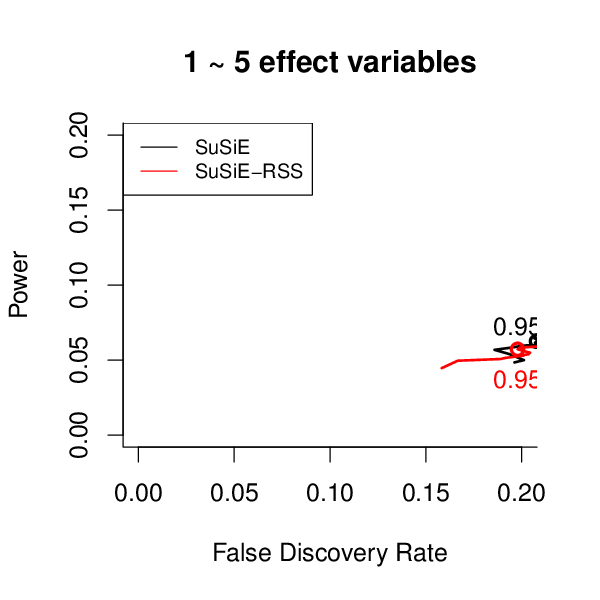 1 ~ 5 effect variables
0.20
0.15
0.10
0.05
0.00
Power
SuSiE
SuSiE−RSS
0.95
0.95
0.00 0.05 0.10 0.15 0.20
False Discovery Rate